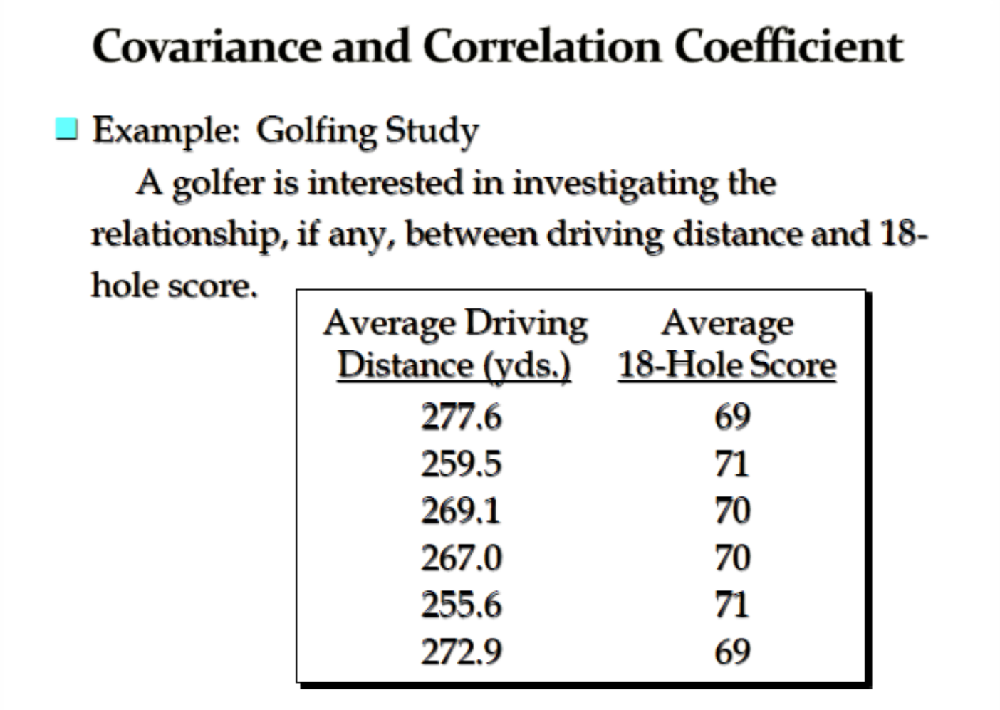 Covariance and Correlation Coefficient
Example: Golfing Study
A golfer is interested in investigating the
relationship, if any, between driving distance and 18-
hole score.
Average Driving Average
Distance (yds.) 18-Hole Score
277.6 69
259.5 71
269.1 70
267.0 70
255.6 71
272.9 69